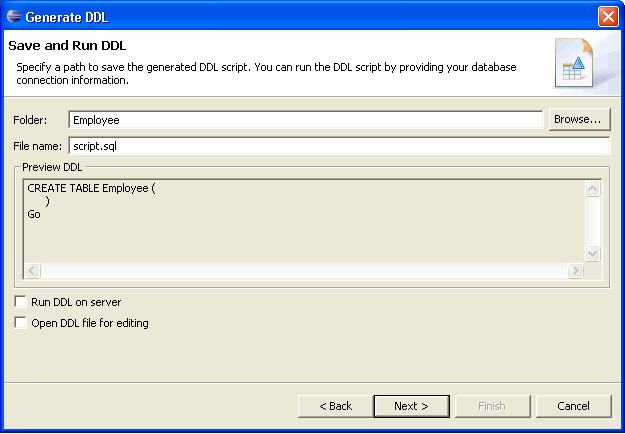 Generate DDL
Save and Run DDL
Specify a path to save the generated DDL script. You can run the DDL script by providing your database
connection information.
Folder: Employee Browse...
File name: script.sql
Preview DDL
CREATE TABLE Employee (
)
Go
Run DDL on server
Open DDL file for editing
< Back Next > Finish Cancel